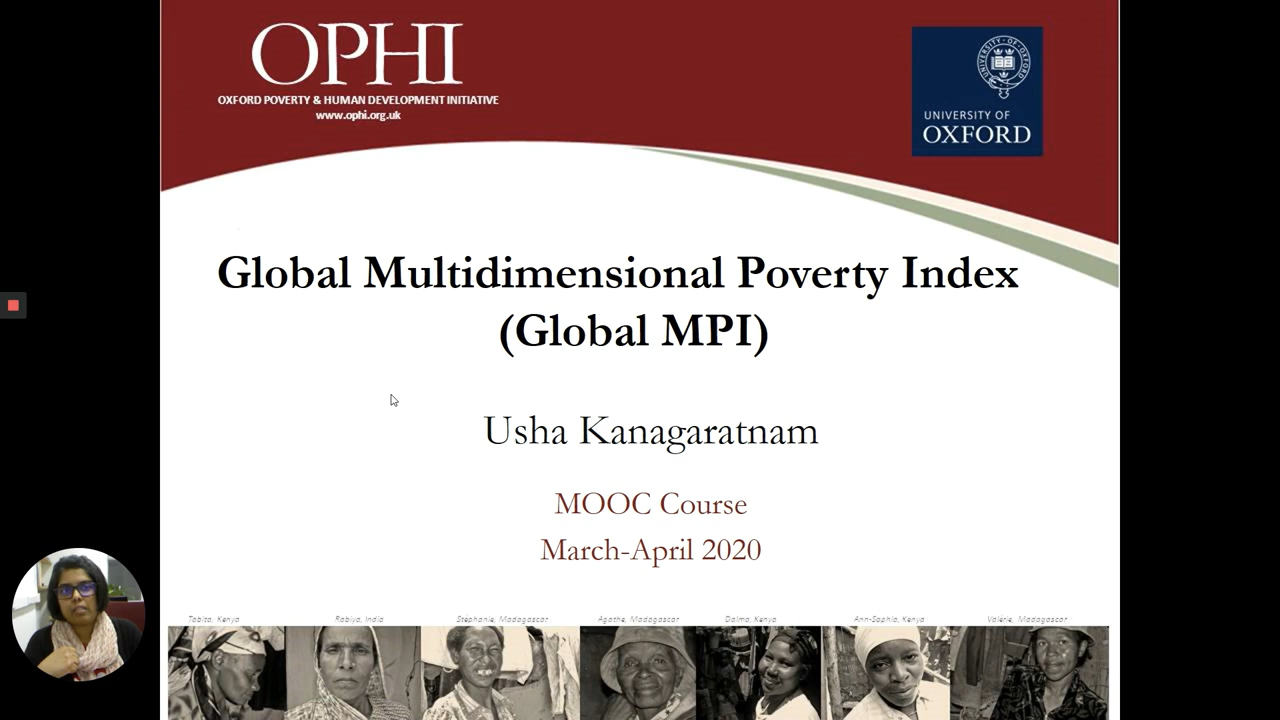 OPHI
OXFORD POVERTY & HUMAN DEVELOPMENT INITIATIVE
www.ophi.org.uk
UNIVERSITY OF
OXFORD
Global Multidimensional Poverty Index
(Global MPI)
Usha Kanagaratnam
MOOC Course
March-April 2020
Tabita, Kenya Rabiya, India Stéphanie, Madagascar Agathe, Madagascar Dalma, Kenya Ann-Sophia, Kenya Valérie, Madagascar